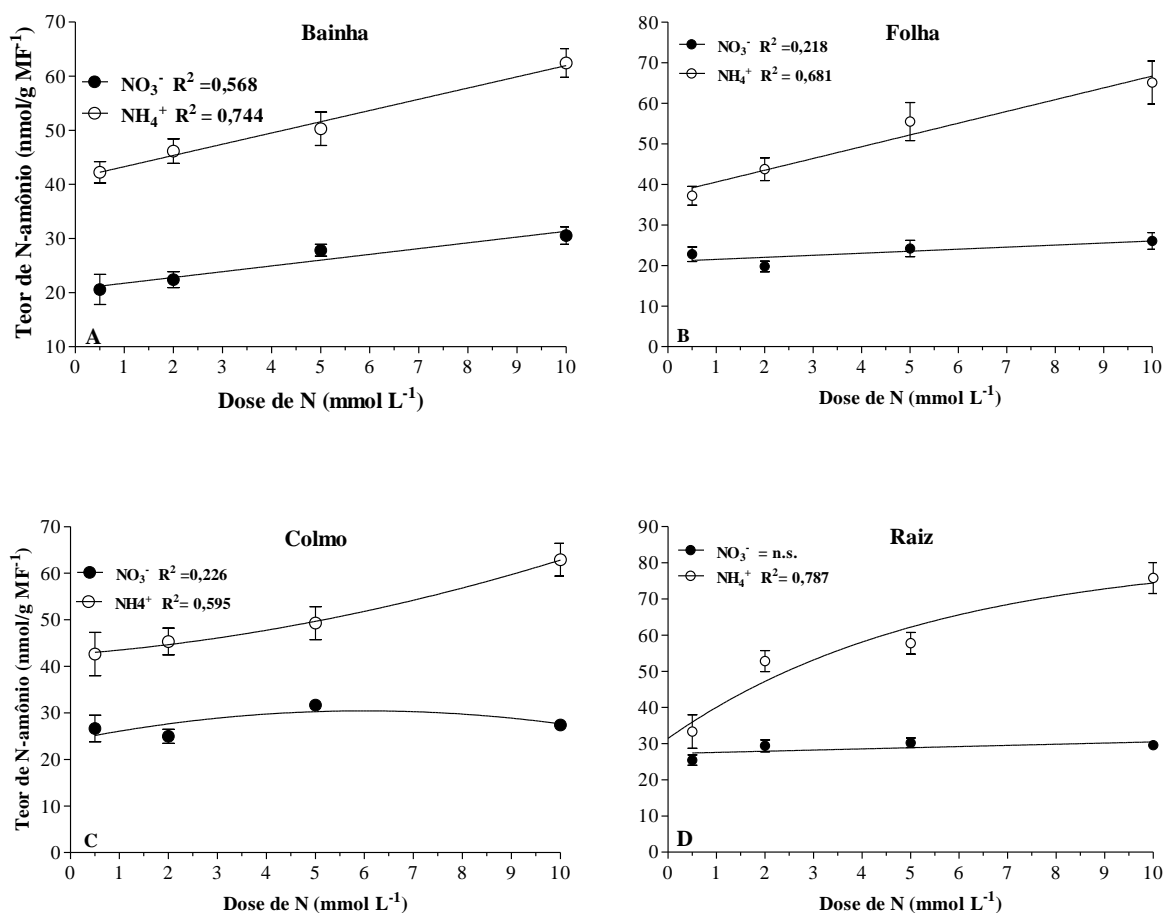 Bainha
NO₃⁻ R² =0,568
NH₄⁺ R² =0,744
Teor de N-amônio (nmol/g MF⁻¹)
70
60
50
40
30
20
10
A
0 1 2 3 4 5 6 7 8 9 10
Dose de N (mmol L⁻¹)
Folha
NO₃⁻ R² =0,218
NH₄⁺ R² =0,681
80
70
60
50
40
30
20
10
0
B
0 1 2 3 4 5 6 7 8 9 10
Dose de N (mmol L⁻¹)
Colmo
NO₃⁻ R² =0,226
NH4⁺ R²= 0,595
Teor de N-amônio (nmol/g MF⁻¹)
70
60
50
40
30
20
10
0
C
0 1 2 3 4 5 6 7 8 9 10
Dose de N (mmol L⁻¹)
Raiz
NO₃⁻ = n.s.
NH₄⁺ R²= 0,787
90
80
70
60
50
40
30
20
10
0
D
0 1 2 3 4 5 6 7 8 9 10
Dose de N (mmol L⁻¹)